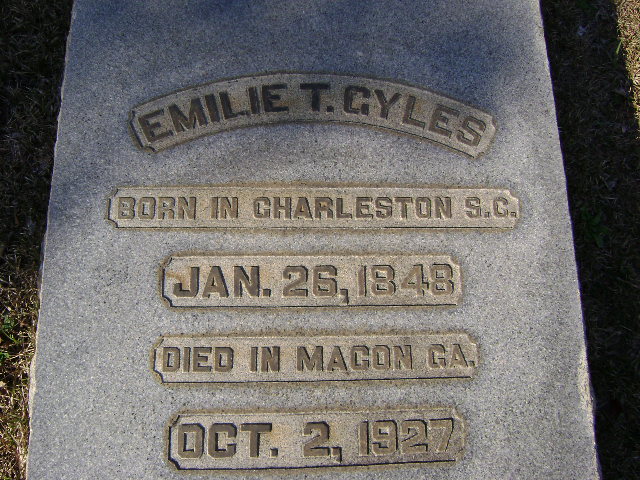 EMILIE T. GYLES
BORN IN CHARLESTON S.C.
JAN. 26, 1848
DIED IN MACON GA.
OCT. 2, 1927